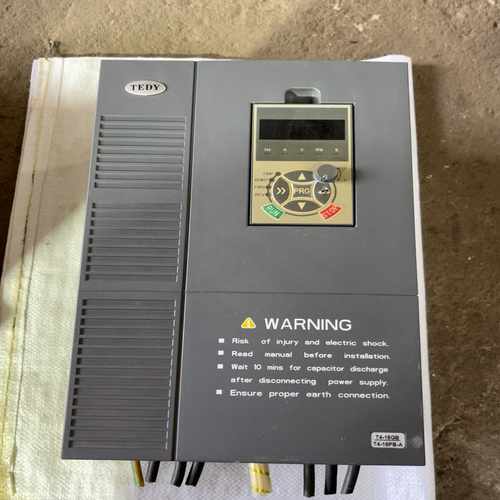 TEDY
PRG
RUN
STOP
WARNING
Risk of injury and electric shock.
Read manual before installation.
Wait 10 mins for capacitor discharge
after disconnecting power supply.
Ensure proper earth connection.